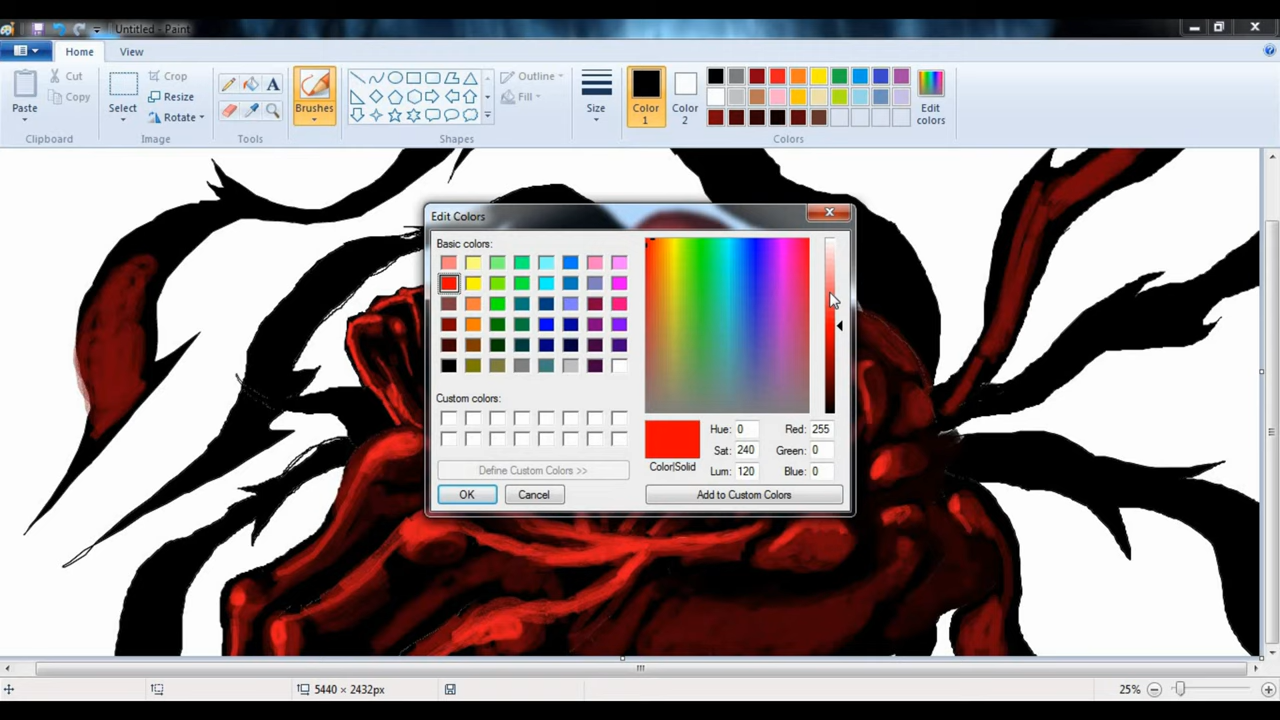 Untitled - Paint
Home View
Paste Cut Copy
Select Crop Resize Rotate
A
Brushes
Outline Fill
Size
Color 1
Color 2
Edit colors
Clipboard Image Tools Shapes Colors
Edit Colors
Basic colors:
Custom colors:
Define Custom Colors >>
OK Cancel
Color|Solid
Hue: 0 Red: 255
Sat: 240 Green: 0
Lum: 120 Blue: 0
Add to Custom Colors
5440 × 2432px 25%